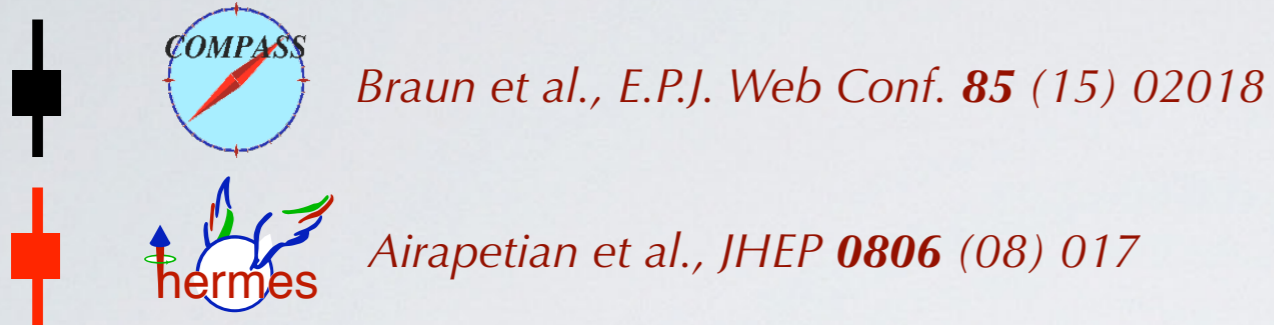 COMPASS
Braun et al., E.P.J. Web Conf. 85 (15) 02018
hermes
Airapetian et al., JHEP 0806 (08) 017